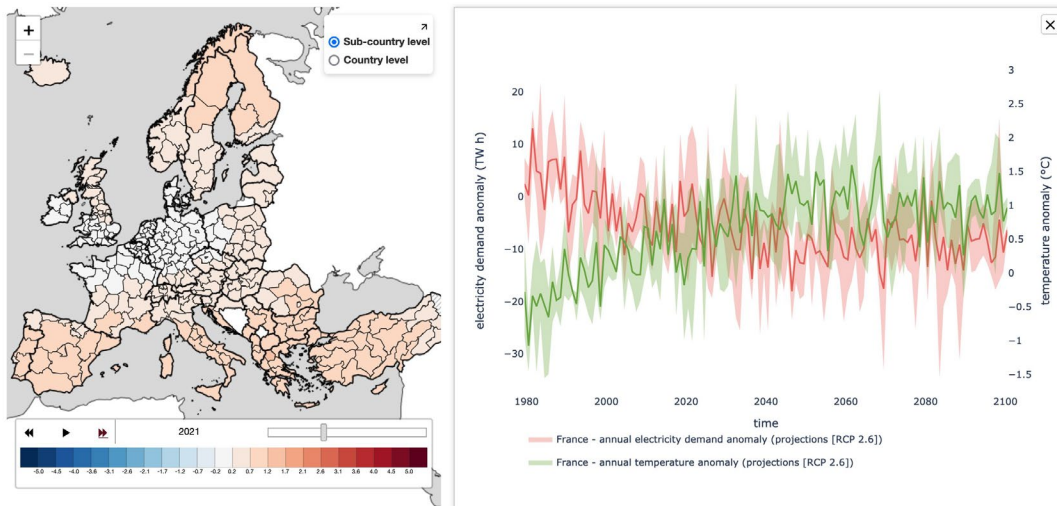 +
−
Sub-country level
Country level
2021
-5.0 -4.5 -4.0 -3.6 -3.1 -2.6 -2.1 -1.7 -1.2 -0.7 -0.2 0.2 0.7 1.2 1.7 2.1 2.6 3.1 3.6 4.0 4.5 5.0
×
electricity demand anomaly (TW h)
20
10
0
−10
−20
−30
3
2.5
2
1.5
1
0.5
0
−0.5
−1
−1.5
temperature anomaly (°C)
1980 2000 2020 2040 2060 2080 2100
time
France - annual electricity demand anomaly (projections [RCP 2.6])
France - annual temperature anomaly (projections [RCP 2.6])